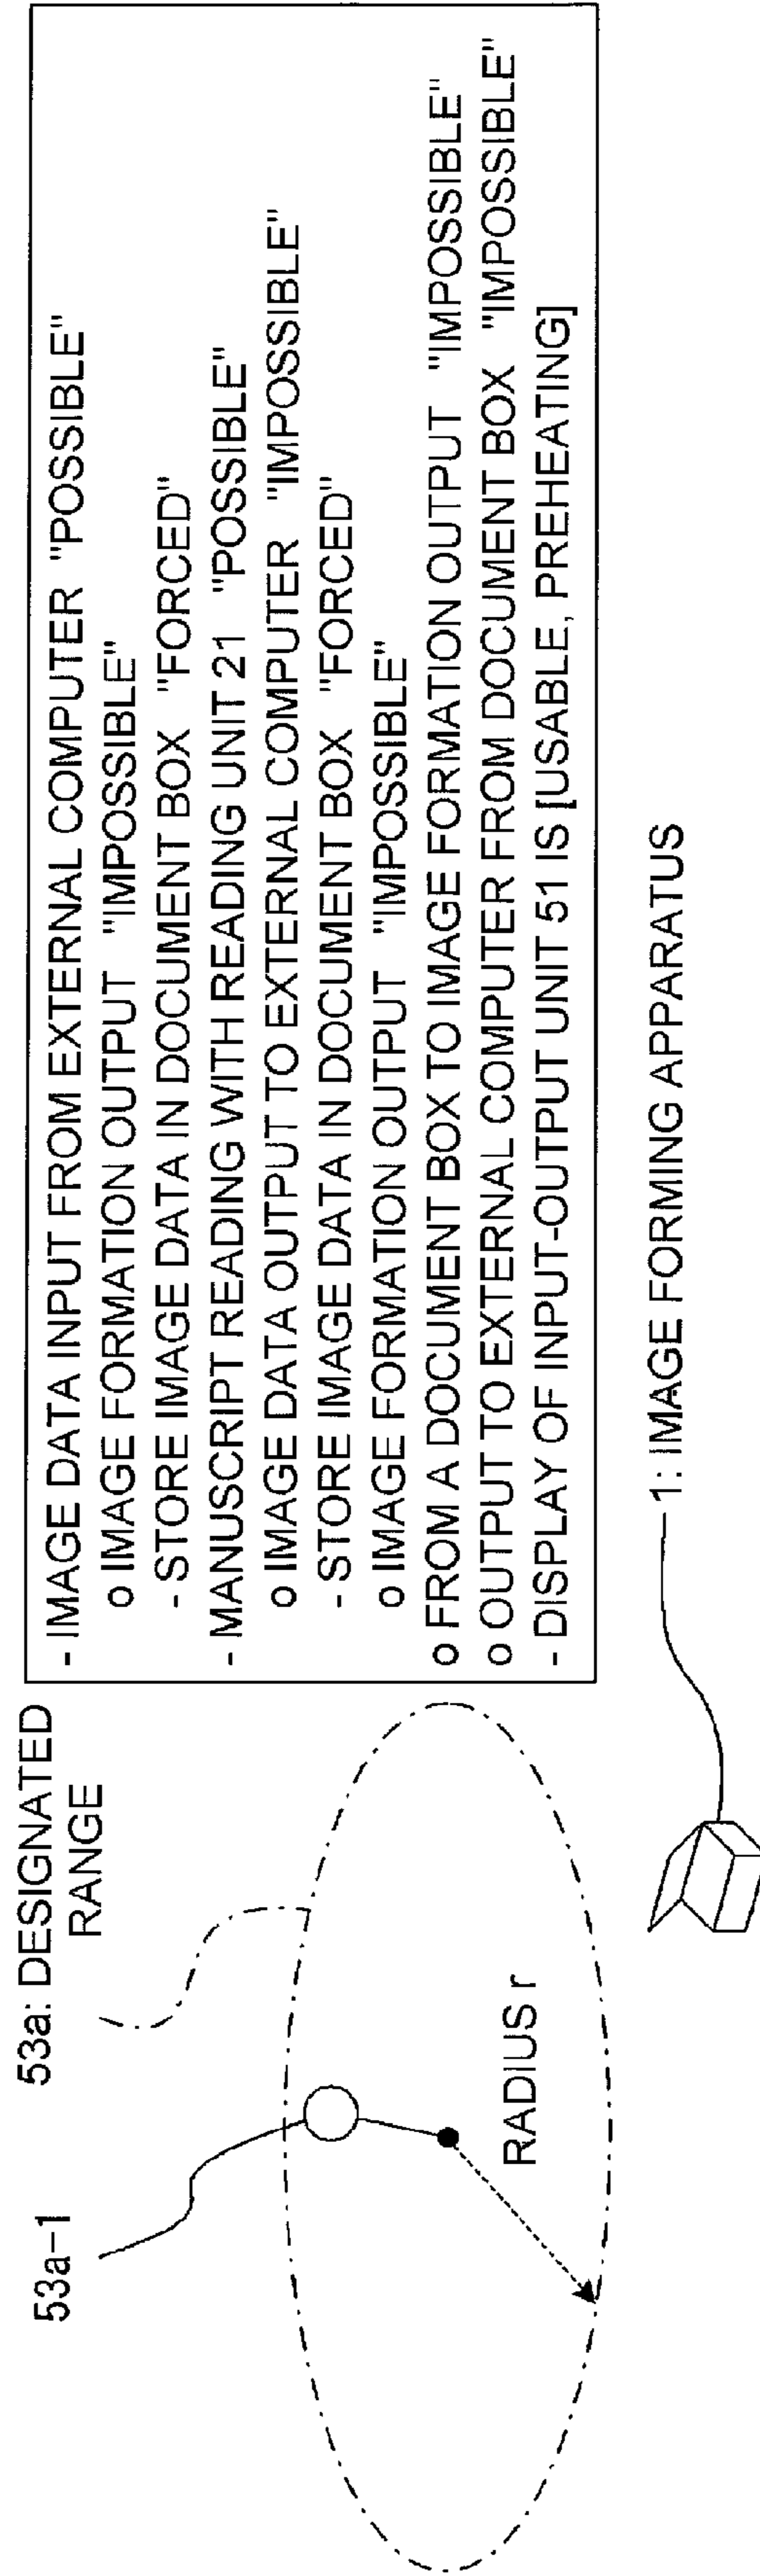 53a-1
53a: DESIGNATED
RANGE
RADIUS r
- IMAGE DATA INPUT FROM EXTERNAL COMPUTER "POSSIBLE"
o IMAGE FORMATION OUTPUT "IMPOSSIBLE"
- STORE IMAGE DATA IN DOCUMENT BOX "FORCED"
- MANUSCRIPT READING WITH READING UNIT 21 "POSSIBLE"
o IMAGE DATA OUTPUT TO EXTERNAL COMPUTER "IMPOSSIBLE"
- STORE IMAGE DATA IN DOCUMENT BOX "FORCED"
o IMAGE FORMATION OUTPUT "IMPOSSIBLE"
o FROM A DOCUMENT BOX TO IMAGE FORMATION OUTPUT "IMPOSSIBLE"
o OUTPUT TO EXTERNAL COMPUTER FROM DOCUMENT BOX "IMPOSSIBLE"
- DISPLAY OF INPUT-OUTPUT UNIT 51 IS [USABLE, PREHEATING]
1: IMAGE FORMING APPARATUS